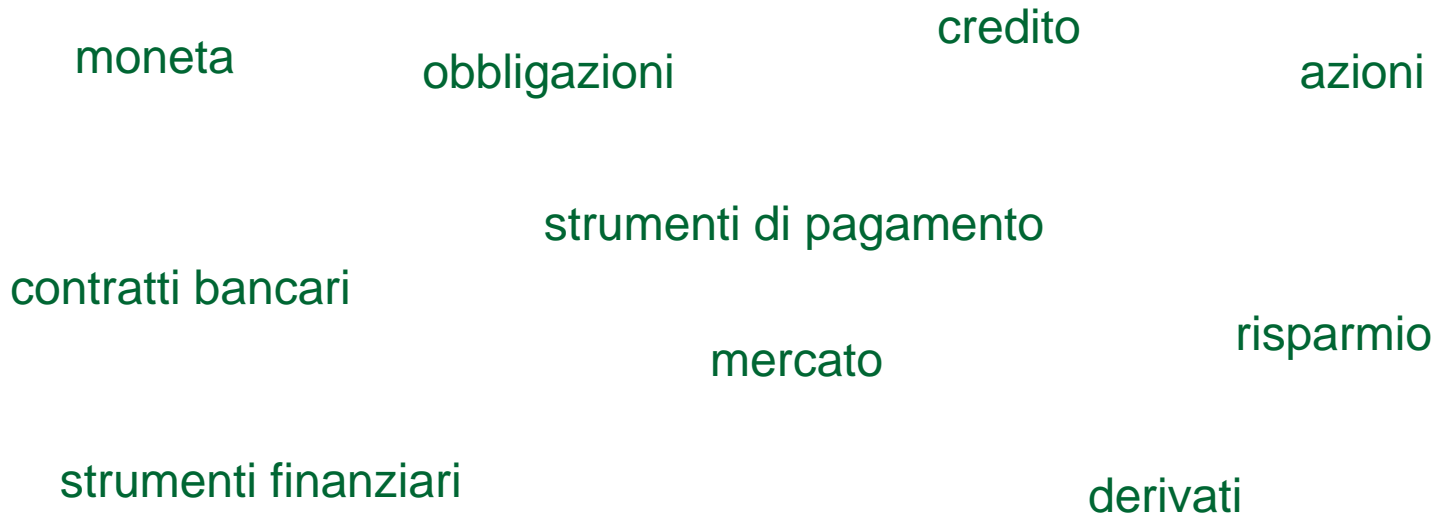 credito
moneta
obbligazioni
azioni
strumenti di pagamento
contratti bancari
risparmio
mercato
strumenti finanziari
derivati